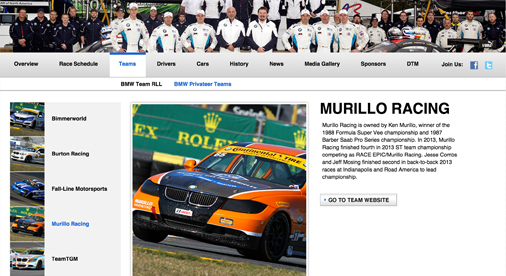 Overview Race Schedule Teams Drivers Cars History News Media Gallery Sponsors DTM Join Us:
BMW Team RLL BMW Privateer Teams
Bimmerworld
Burton Racing
Fall-Line Motorsports
Murillo Racing
TeamTGM
ROLEX
ROLEX
Continental TIRE
MURILLO RACING
Murillo Racing is owned by Ken Murillo, winner of the
1988 Formula Super Vee championship and 1987
Barber Saab Pro Series championship. In 2013, Murillo
Racing finished fourth in 2013 ST team championship
competing as RACE EPIC/Murillo Racing. Jesse Corros
and Jeff Mosing finished second in back-to-back 2013
races at Indianapolis and Road America to lead
championship.
GO TO TEAM WEBSITE